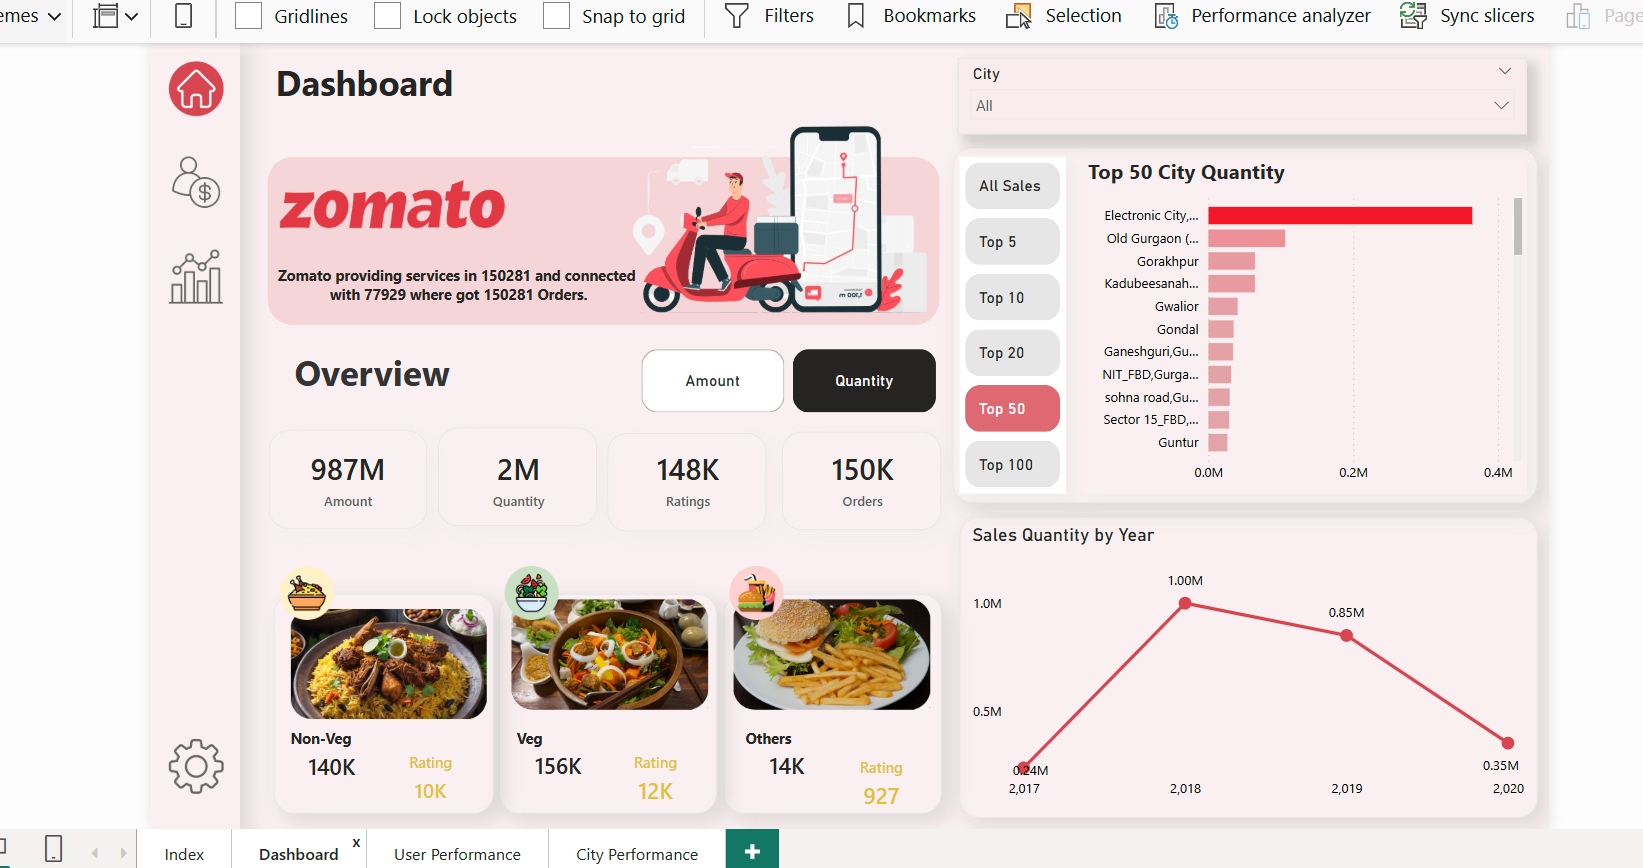 emes
Gridlines
Lock objects
Snap to grid
Filters
Bookmarks
Selection
Performance analyzer
Sync slicers
Page
Dashboard
City
All
zomato
Zomato providing services in 150281 and connected
with 77929 where got 150281 Orders.
All Sales
Top 5
Top 10
Top 20
Top 50
Top 100
Top 50 City Quantity
Electronic City,...
Old Gurgaon (...
Gorakhpur
Kadubeesanah...
Gwalior
Gondal
Ganeshguri,Gu...
NIT_FBD,Gurga...
sohna road,Gu...
Sector 15_FBD,...
Guntur
0.0M
0.2M
0.4M
Overview
Amount
Quantity
987M
Amount
2M
Quantity
148K
Ratings
150K
Orders
Non-Veg
140K
Rating
10K
Veg
156K
Rating
12K
Others
14K
Rating
927
Sales Quantity by Year
1.0M
0.5M
0.24M
1.00M
0.85M
0.35M
2,017
2,018
2,019
2,020
Index
Dashboard
x
User Performance
City Performance
+